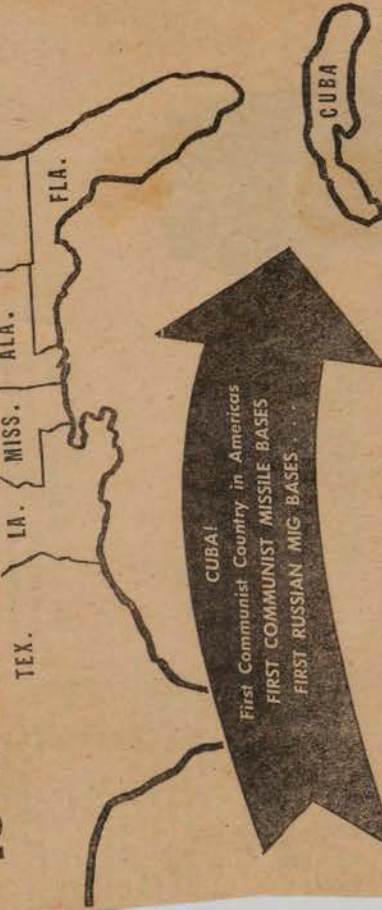 TEX.
LA.
MISS.
ALA.
FLA.
CUBA
CUBA!
First Communist Country in Americas
FIRST COMMUNIST MISSILE BASES
FIRST RUSSIAN MIG BASES . . . .